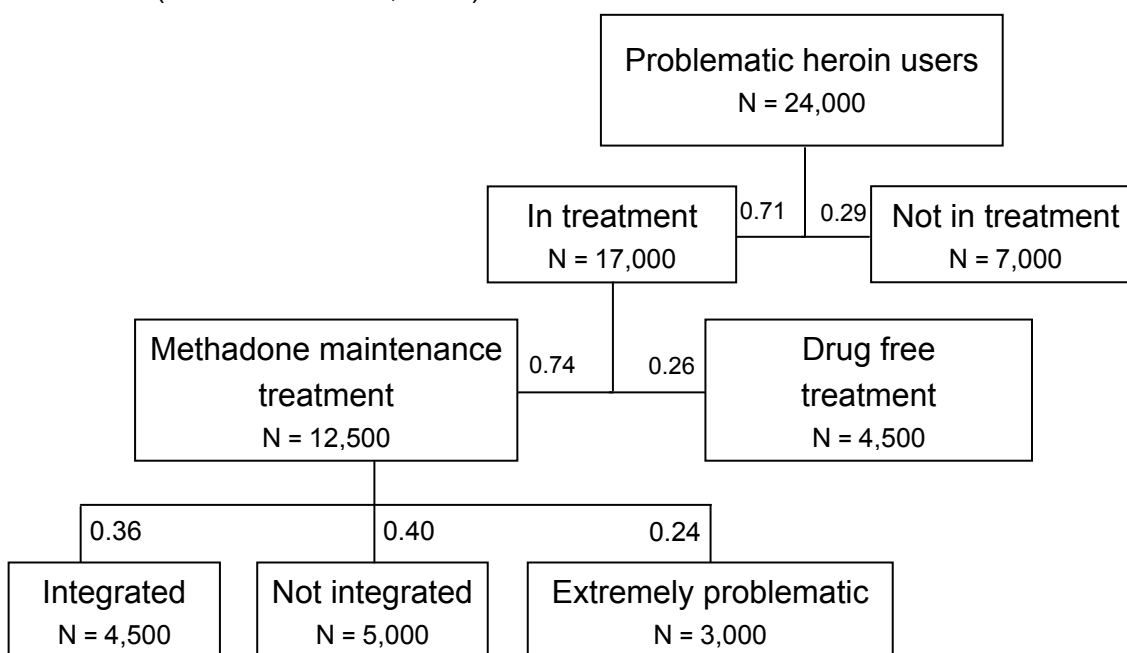 Problematic heroin users
N = 24,000
In treatment
N = 17,000
0.71
0.29
Not in treatment
N = 7,000
Methadone maintenance
treatment
N = 12,500
0.74
0.26
Drug free
treatment
N = 4,500
0.36
0.40
0.24
Integrated
N = 4,500
Not integrated
N = 5,000
Extremely problematic
N = 3,000